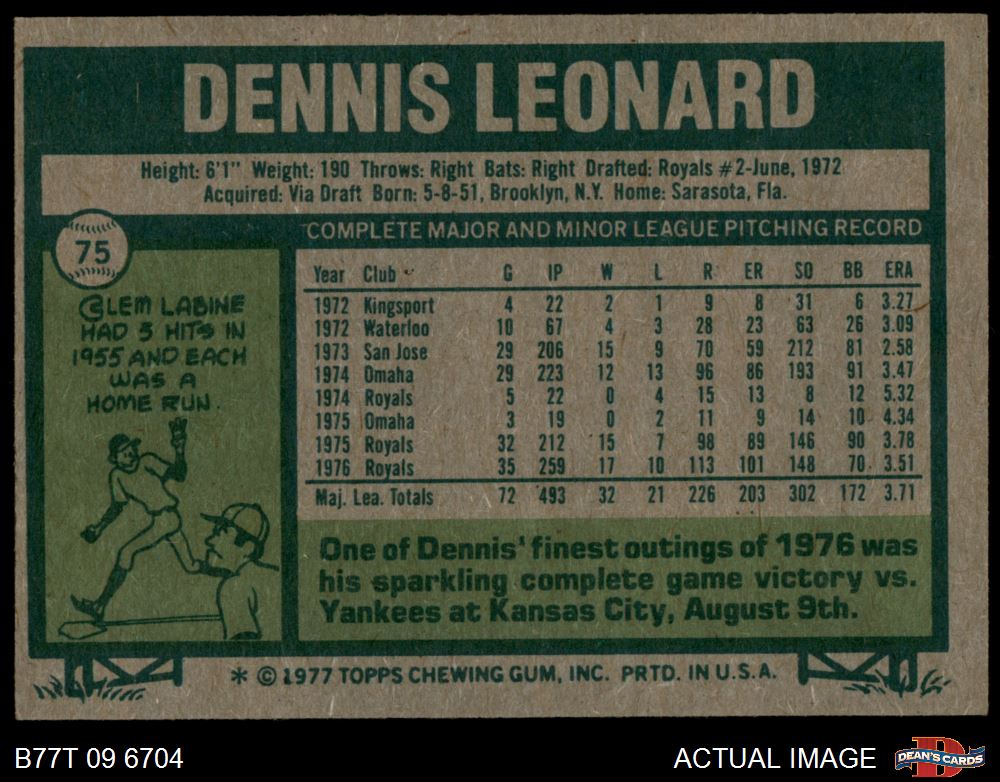 DENNIS LEONARD
Height: 6'1" Weight: 190 Throws: Right Bats: Right Drafted: Royals #2-June, 1972
Acquired: Via Draft Born: 5-8-51, Brooklyn, N.Y. Home: Sarasota, Fla.
75
CLEM LABINE
HAD 5 HITS IN
1955 AND EACH
WAS A
HOME RUN.
COMPLETE MAJOR AND MINOR LEAGUE PITCHING RECORD
Year Club G IP W L R ER SO BB ERA
1972 Kingsport 4 22 2 1 9 8 31 6 3.27
1972 Waterloo 10 67 4 3 28 23 63 26 3.09
1973 San Jose 29 206 15 9 70 59 212 81 2.58
1974 Omaha 29 223 12 13 96 86 193 91 3.47
1974 Royals 5 22 0 4 15 13 8 12 5.32
1975 Omaha 3 19 0 2 11 9 14 10 4.34
1975 Royals 32 212 15 7 98 89 146 90 3.78
1976 Royals 35 259 17 10 113 101 148 70 3.51
Maj. Lea. Totals 72 493 32 21 226 203 302 172 3.71
One of Dennis' finest outings of 1976 was
his sparkling complete game victory vs.
Yankees at Kansas City, August 9th.
* © 1977 TOPPS CHEWING GUM, INC. PRTD. IN U.S.A.
B77T 09 6704
ACTUAL IMAGE
D
DEAN'S CARDS